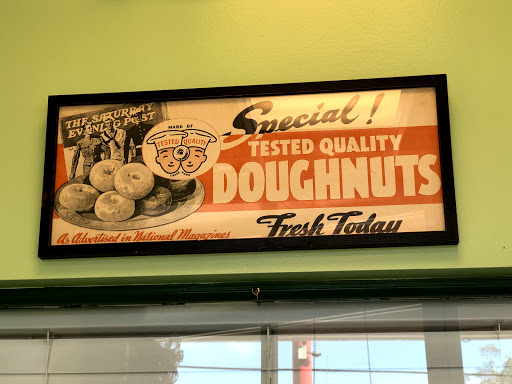 THE SATURDAY
EVENING POST
MARK OF
TESTED QUALITY
Special!
TESTED QUALITY
DOUGHNUTS
Fresh Today
As Advertised in National Magazines